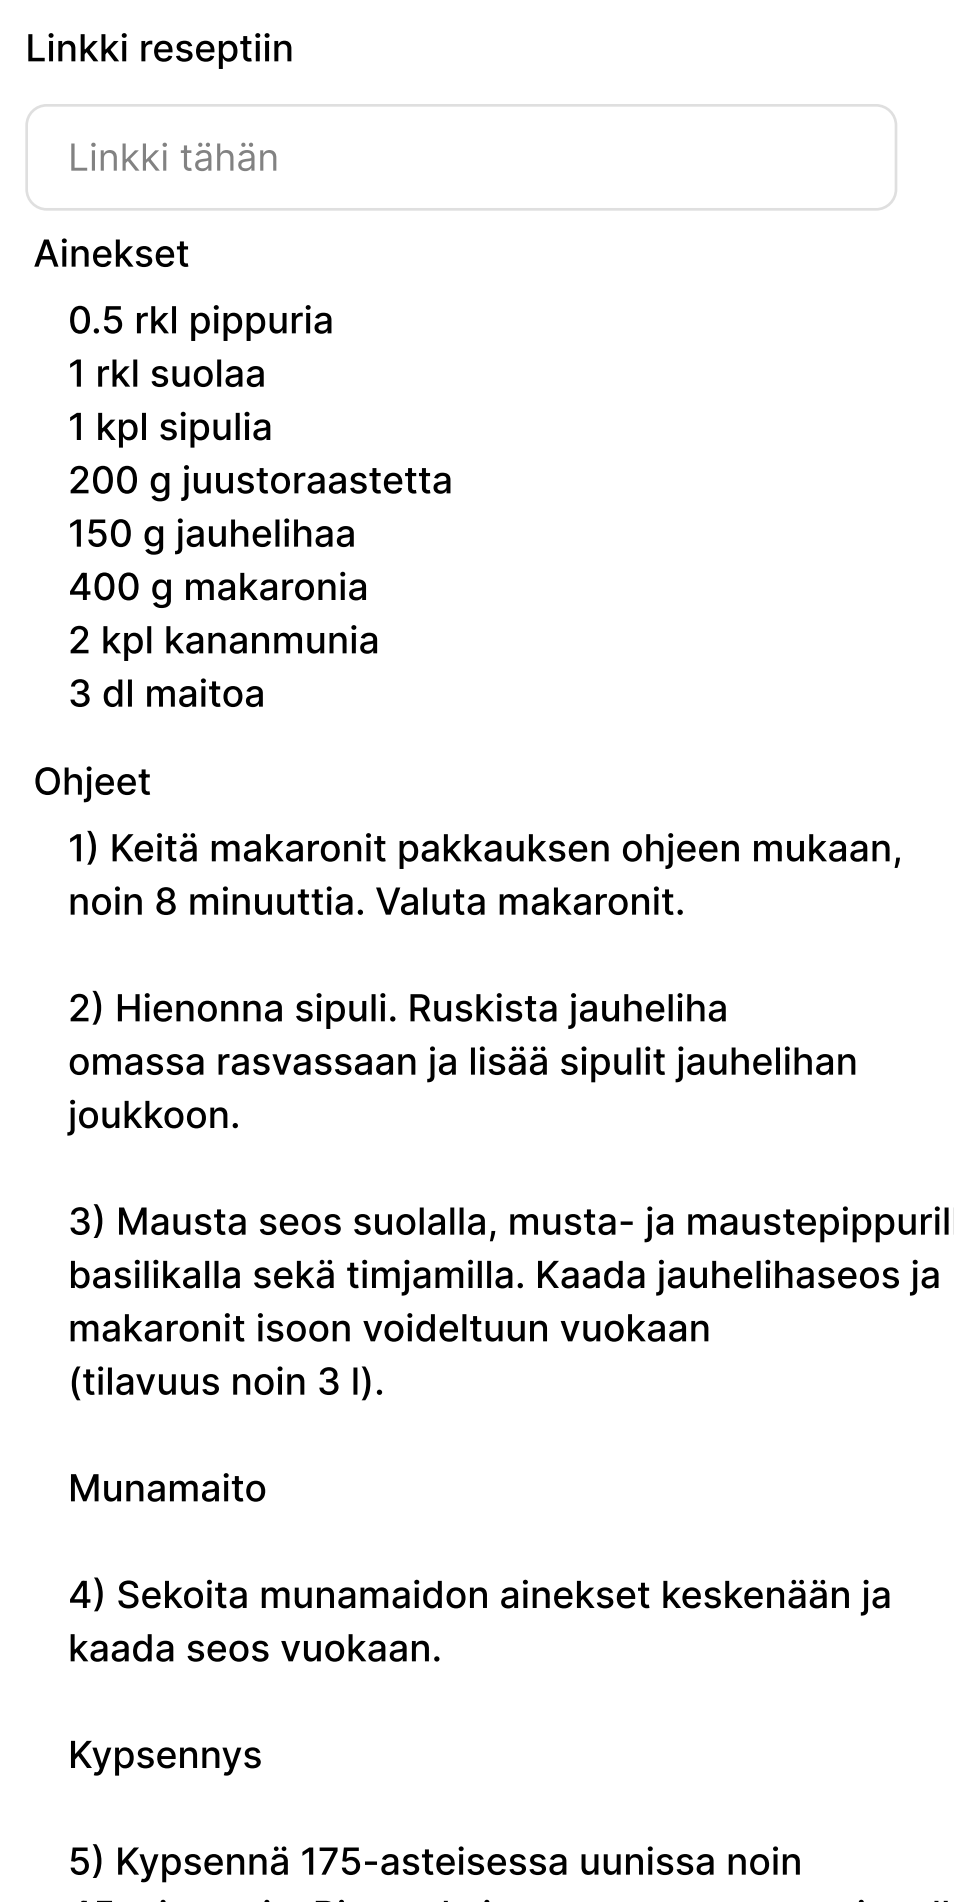 Linkki reseptiin
Linkki tähän
Ainekset
0.5 rkl pippuria
1 rkl suolaa
1 kpl sipulia
200 g juustoraastetta
150 g jauhelihaa
400 g makaronia
2 kpl kananmunia
3 dl maitoa
Ohjeet
1) Keitä makaronit pakkauksen ohjeen mukaan,
noin 8 minuuttia. Valuta makaronit.
2) Hienonna sipuli. Ruskista jauheliha
omassa rasvassaan ja lisää sipulit jauhelihan
joukkoon.
3) Mausta seos suolalla, musta- ja
basilikalla sekä timjamilla. Kaada jauhelihaseos ja
makaronit isoon voideltuun vuokaan
(tilavuus noin 3 l).
Munamaito
4) Sekoita munamaidon ainekset keskenään ja
kaada seos vuokaan.
Kypsennys
5) Kypsennä 175-asteisessa uunissa noin